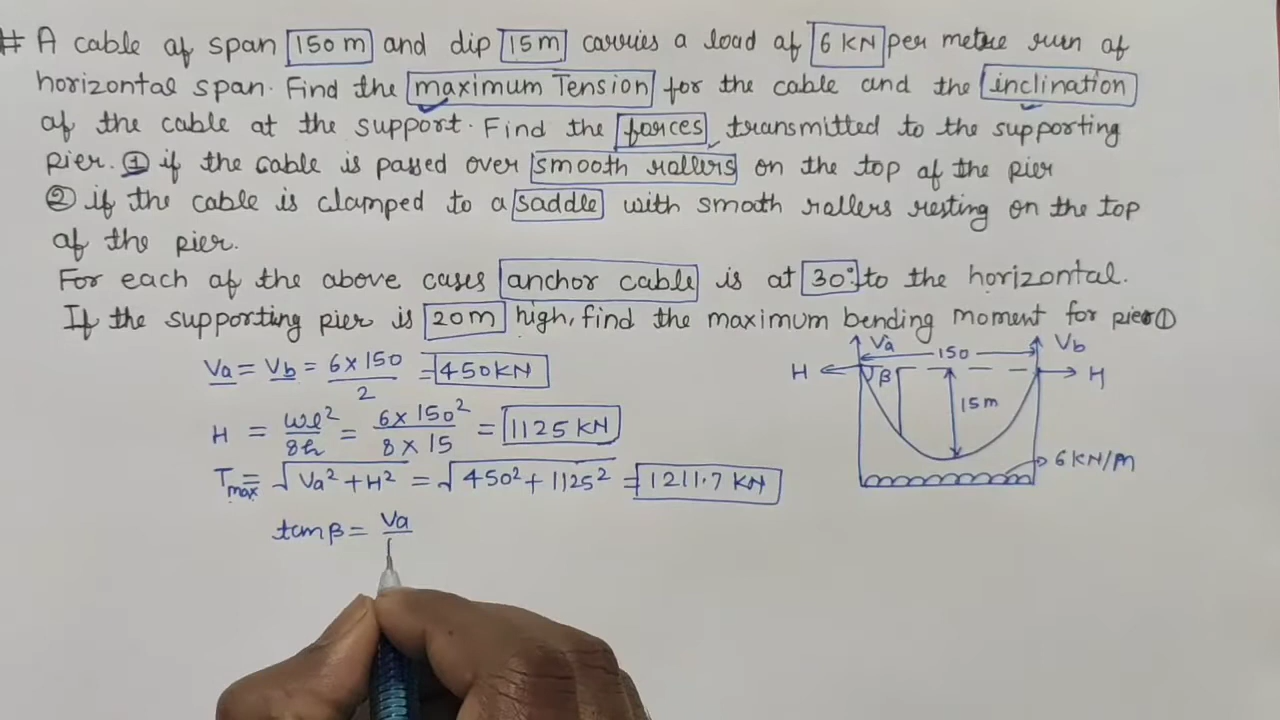 # A cable of span 150 m and dip 15 m carries a load of 6 KN per metre run of
horizontal span. Find the maximum Tension for the cable and the inclination
of the cable at the support. Find the forces transmitted to the supporting
pier. ① if the cable is passed over smooth rollers on the top of the pier
② if the cable is clamped to a saddle with smooth rollers resting on the top
of the pier.
For each of the above cases anchor cable is at 30° to the horizontal.
If the supporting pier is 20m high, find the maximum bending moment for pier ①
Va = Vb = 6×150 / 2 = 450 KN
H = wl² / 8h = 6×150² / 8×15 = 1125 KN
Tmax = √Va²+H² = √450²+1125² = 1211.7 KN
tanβ = Va
Va
Vb
150
H
β
H
15m
6 KN/m